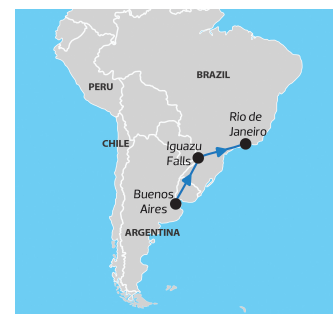 BRAZIL
PERU
Rio de
Janeiro
CHILE
Iguazu
Falls
Buenos
Aires
ARGENTINA